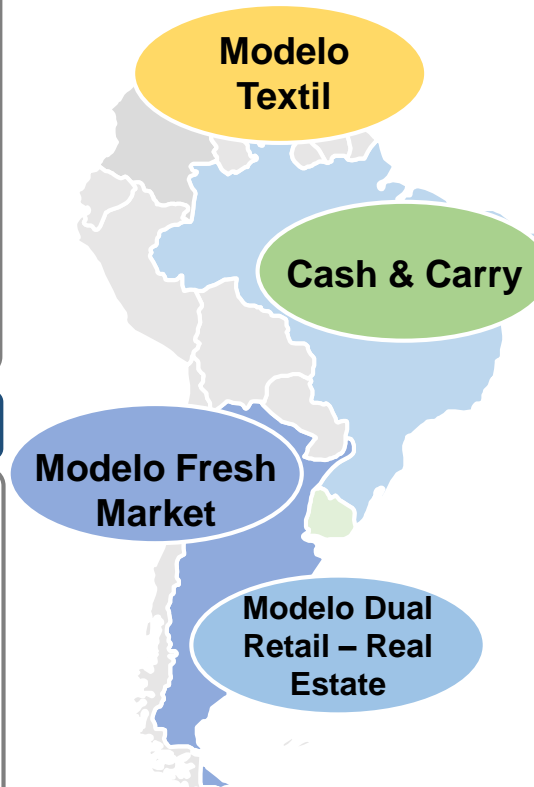 Modelo
Textil
Cash & Carry
Modelo Fresh
Market
Modelo Dual
Retail – Real
Estate